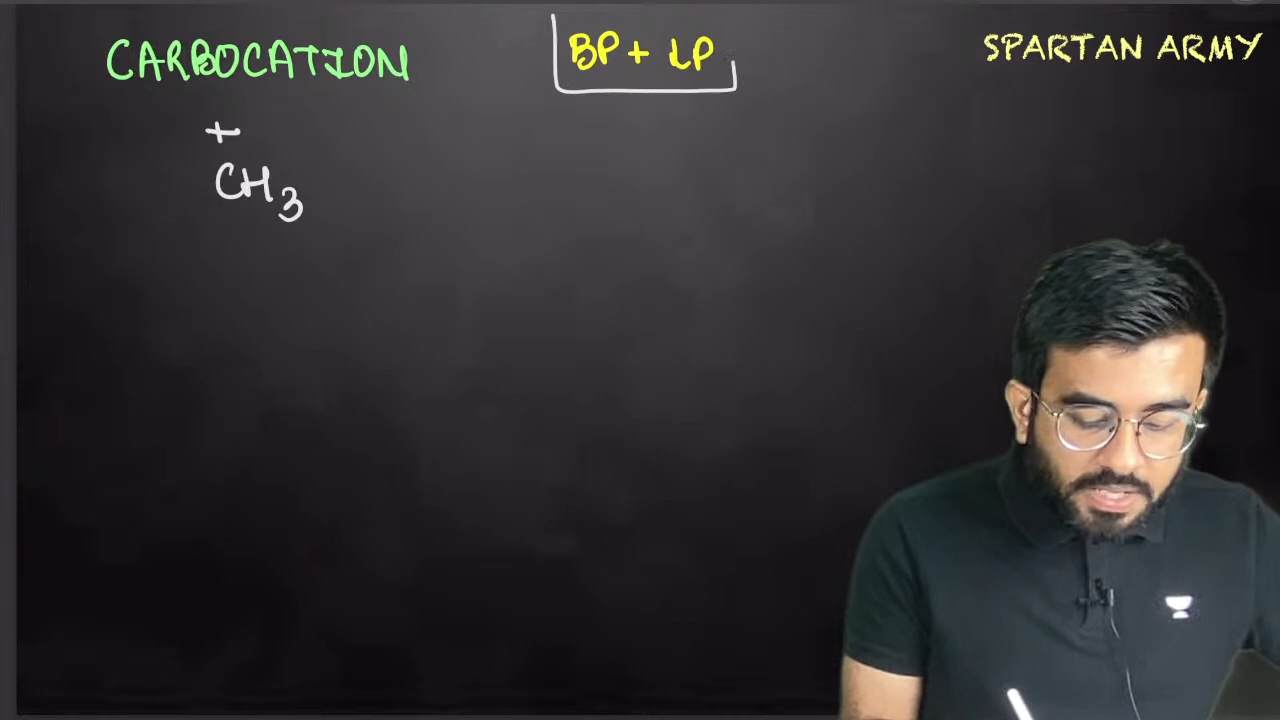 CARBOCATION
BP + LP
SPARTAN ARMY
+
CH3